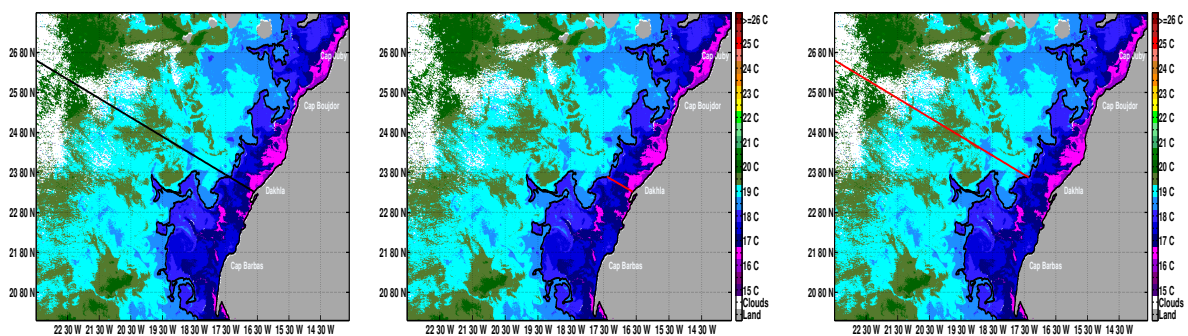 26 80 N
25 80 N
24 80 N
23 80 N
22 80 N
21 80 N
20 80 N
Cap Juby
Cap Boujdor
Dakhla
Cap Barbas
22 30 W 21 30 W 20 30 W 19 30 W 18 30 W 17 30 W 16 30 W 15 30 W 14 30 W
26 80 N
25 80 N
24 80 N
23 80 N
22 80 N
21 80 N
20 80 N
Cap Juby
Cap Boujdor
Dakhla
Cap Barbas
22 30 W 21 30 W 20 30 W 19 30 W 18 30 W 17 30 W 16 30 W 15 30 W 14 30 W
>=26 C
25 C
24 C
23 C
22 C
21 C
20 C
19 C
18 C
17 C
16 C
15 C
Clouds
Land
26 80 N
25 80 N
24 80 N
23 80 N
22 80 N
21 80 N
20 80 N
Cap Juby
Cap Boujdor
Dakhla
Cap Barbas
22 30 W 21 30 W 20 30 W 19 30 W 18 30 W 17 30 W 16 30 W 15 30 W 14 30 W
>=26 C
25 C
24 C
23 C
22 C
21 C
20 C
19 C
18 C
17 C
16 C
15 C
Clouds
Land